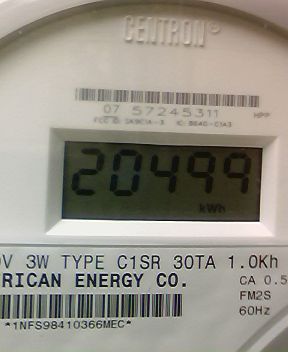 CENTRON®
07 57245311 HPP
20499
kWh
V 3W TYPE C1SR 30TA 1.0Kh
RICAN ENERGY CO.
CA 0.5
FM2S
60Hz
*1NFS98410366MEC*